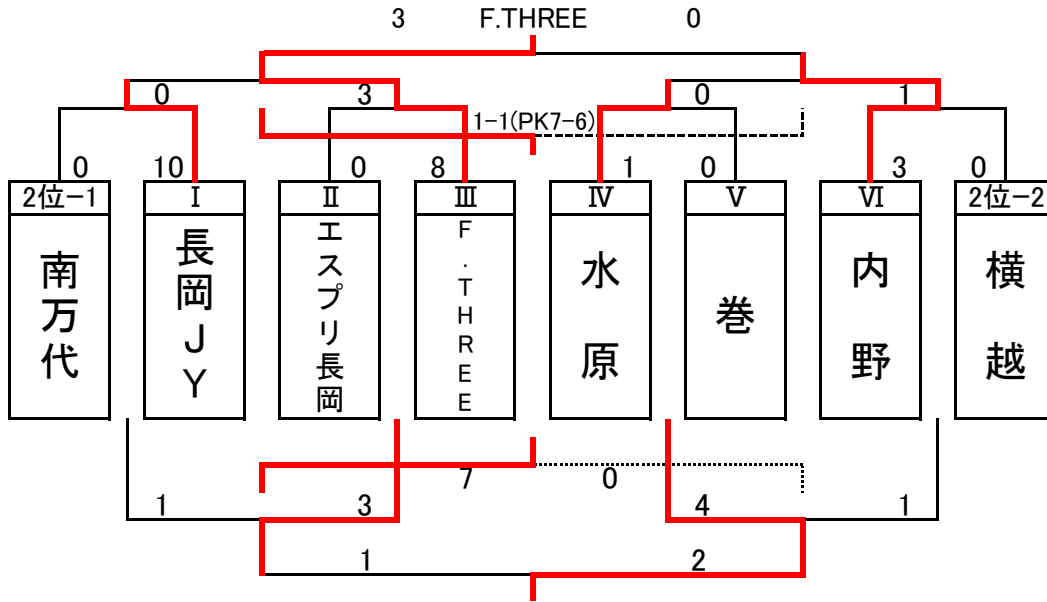 3 F.THREE 0
0 3 0 1
1-1(PK7-6)
0 10 0 8 1 0 3 0
2位-1 Ⅰ Ⅱ Ⅲ Ⅳ Ⅴ Ⅵ 2位-2
南万代
長岡JY
エスプリ長岡
F.THREE
水原
巻
内野
横越
7 0
1 3 4 1
1 2